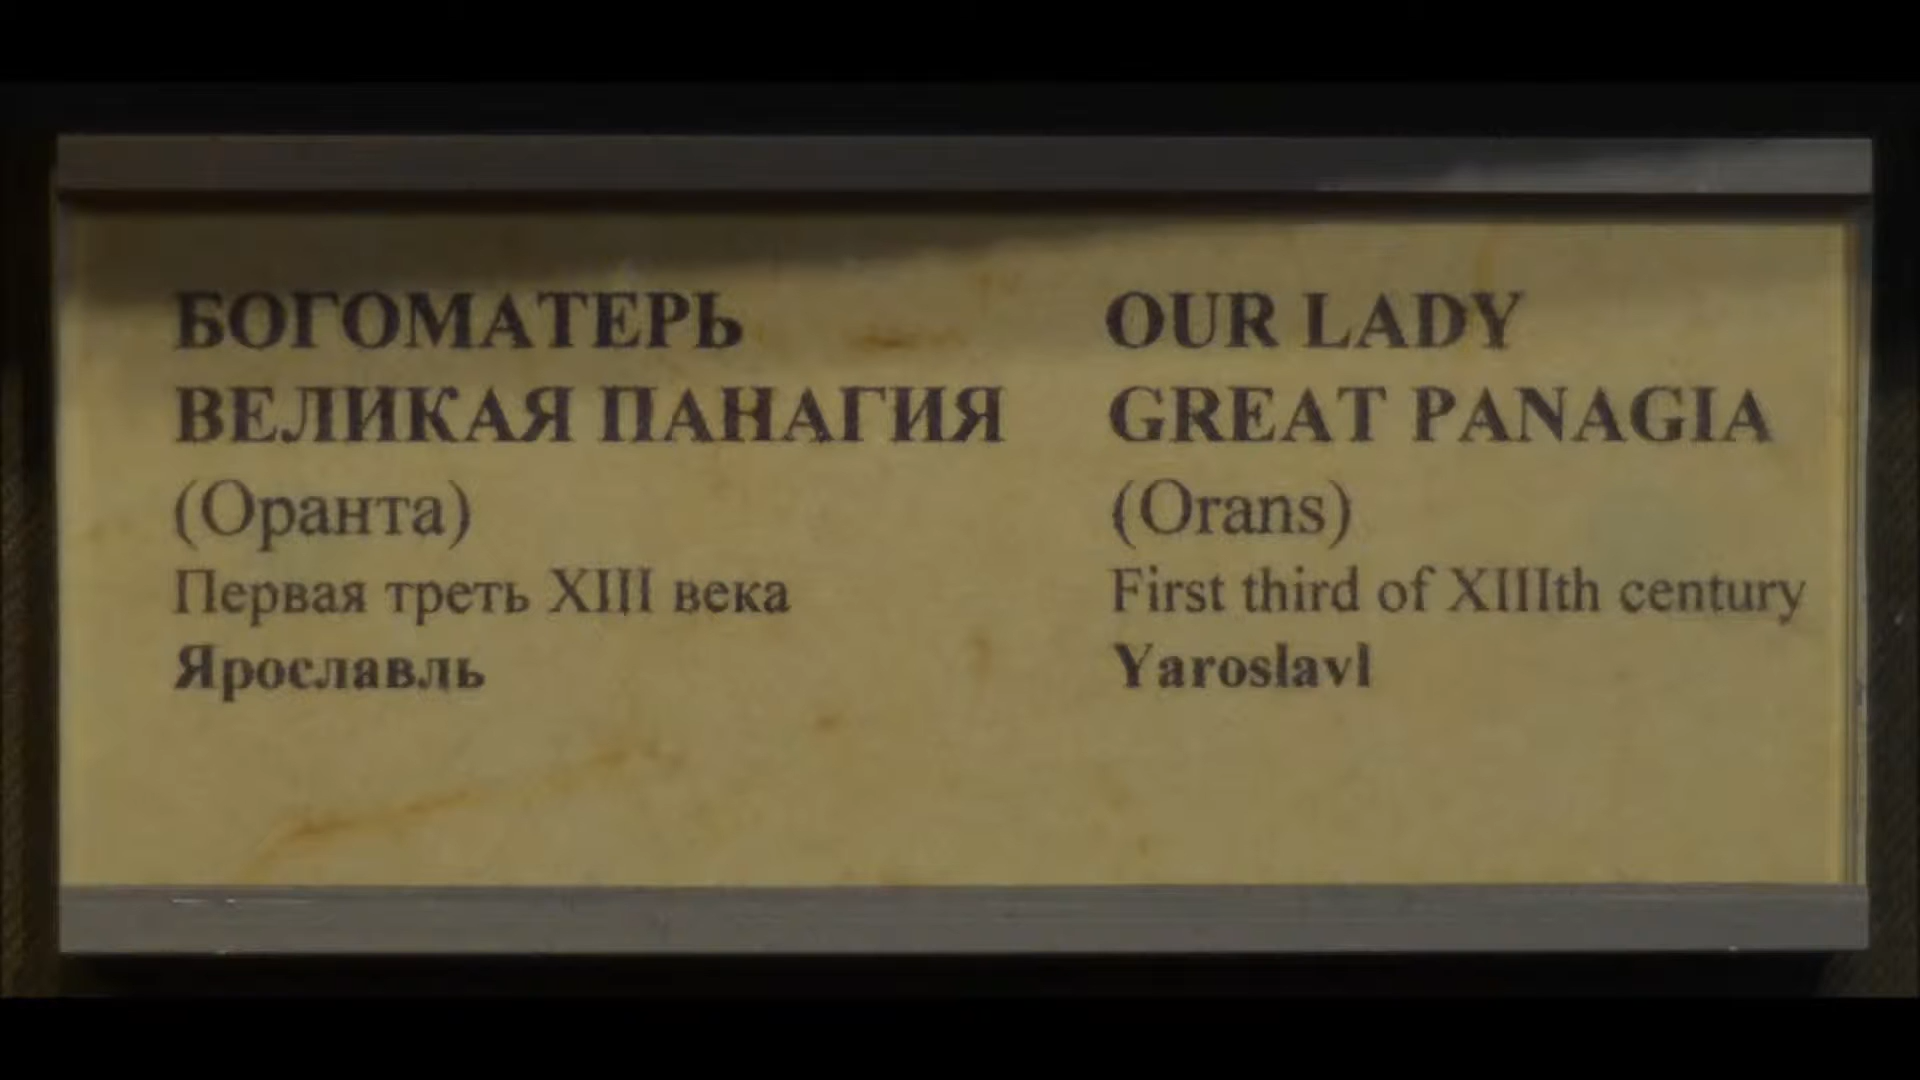 БОГОМАТЕРЬ
ВЕЛИКАЯ ПАНАГИЯ
(Оранта)
Первая треть XIII века
Ярославль
OUR LADY
GREAT PANAGIA
(Orans)
First third of XIIIth century
Yaroslavl